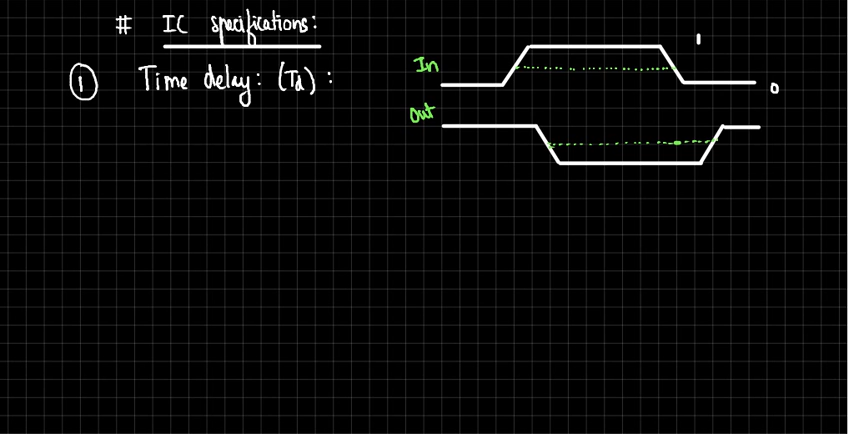 # IC specifications:
① Time delay: (Td) :
In
1
0
Out